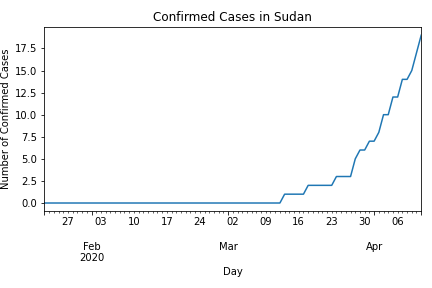 Confirmed Cases in Sudan
Number of Confirmed Cases
17.5
15.0
12.5
10.0
7.5
5.0
2.5
0.0
27 03 10 17 24 02 09 16 23 30 06
Feb Mar Apr
2020
Day